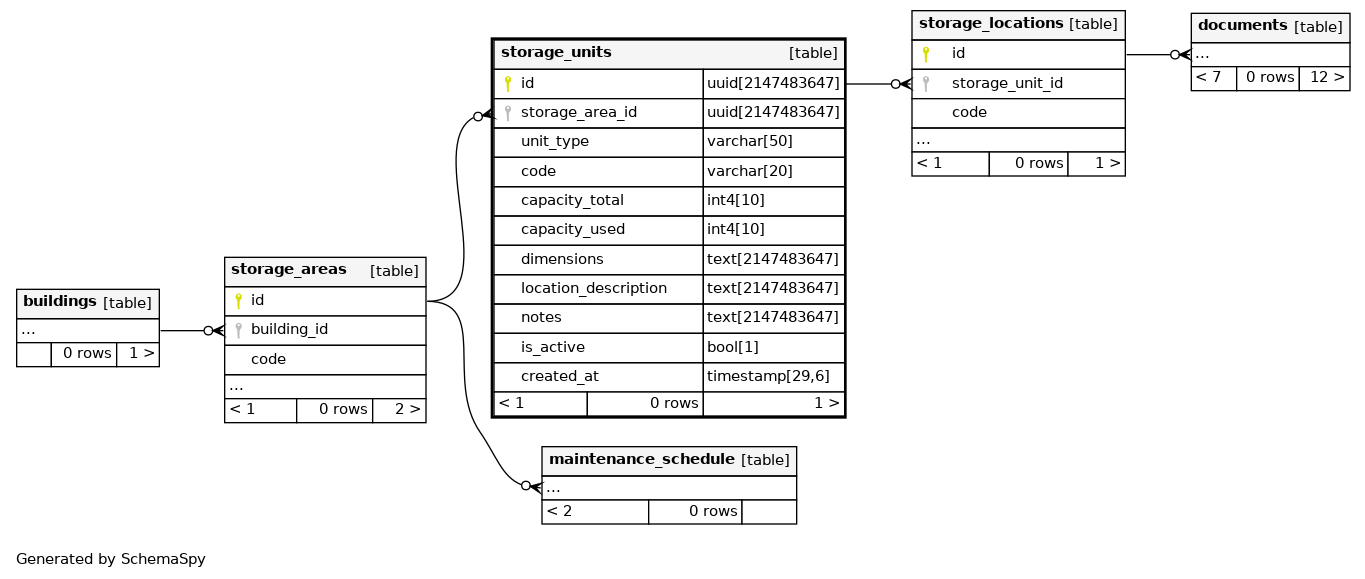 buildings [table]
...
0 rows 1 >
storage_areas [table]
id
building_id
code
...
< 1 0 rows 2 >
storage_units [table]
id uuid[2147483647]
storage_area_id uuid[2147483647]
unit_type varchar[50]
code varchar[20]
capacity_total int4[10]
capacity_used int4[10]
dimensions text[2147483647]
location_description text[2147483647]
notes text[2147483647]
is_active bool[1]
created_at timestamp[29,6]
< 1 0 rows 1 >
maintenance_schedule [table]
...
< 2 0 rows
storage_locations [table]
id
storage_unit_id
code
...
< 1 0 rows 1 >
documents [table]
...
< 7 0 rows 12 >
Generated by SchemaSpy